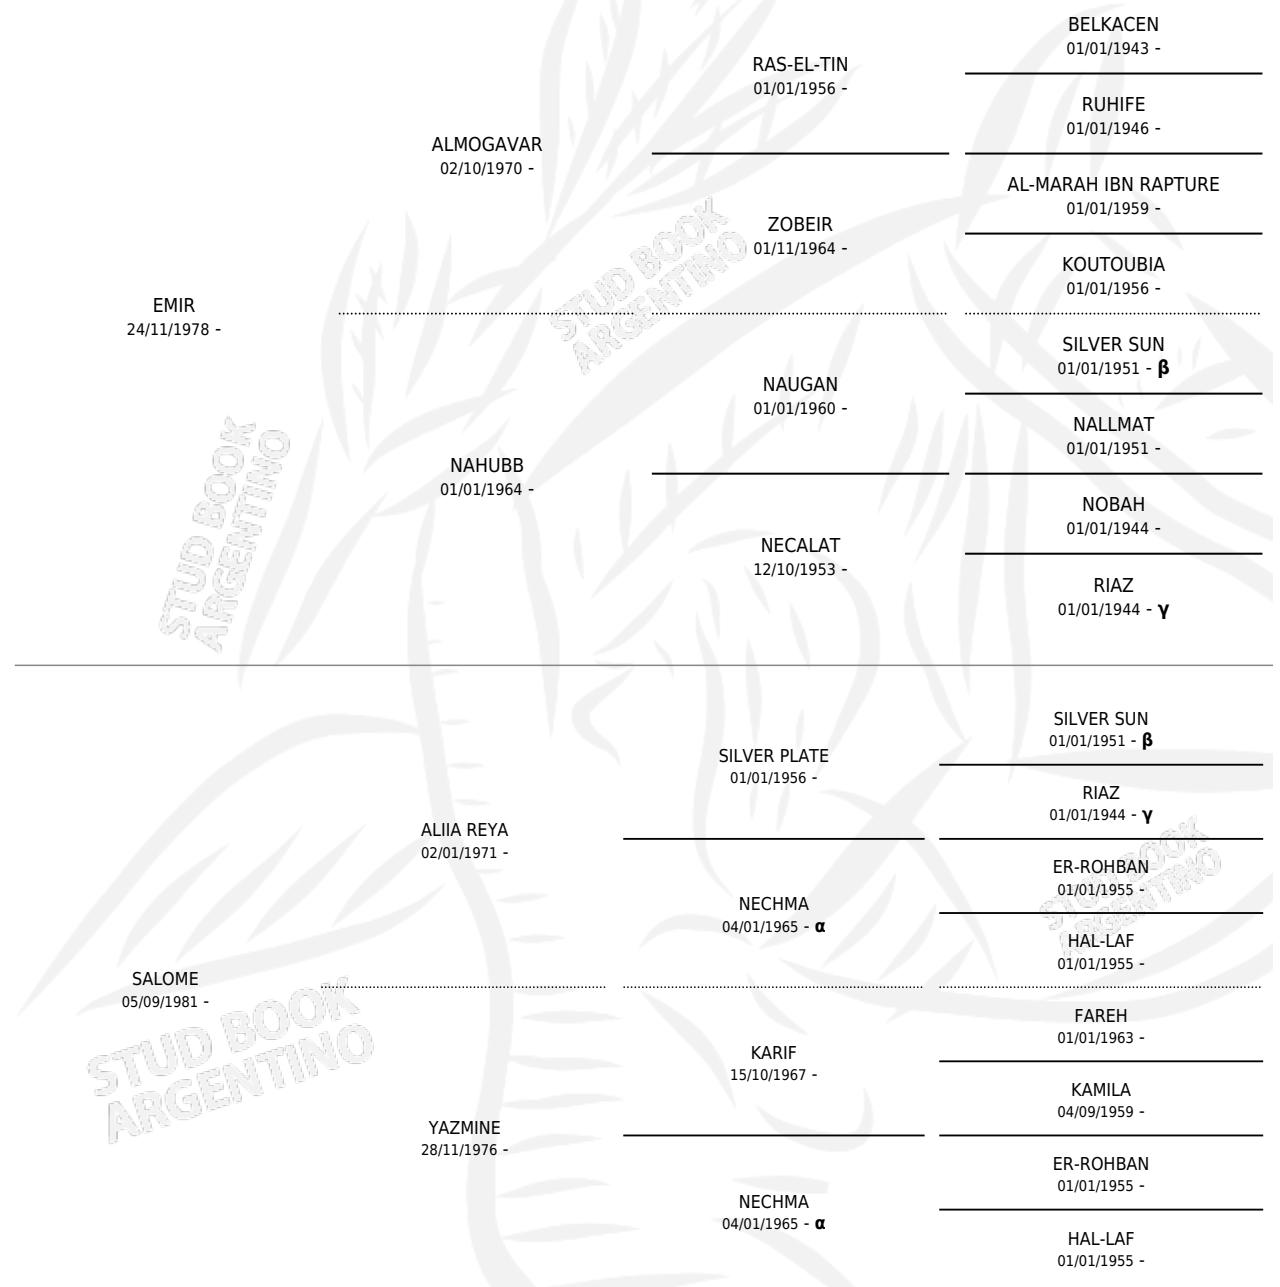 BELKACEN
01/01/1943 -
RAS-EL-TIN
01/01/1956 -
RUHIFE
01/01/1946 -
ALMOGAVAR
02/10/1970 -
AL-MARAH IBN RAPTURE
01/01/1959 -
ZOBEIR
01/11/1964 -
KOUTOUBIA
01/01/1956 -
EMIR
24/11/1978 -
SILVER SUN
01/01/1951 - β
NAUGAN
01/01/1960 -
NALLMAT
01/01/1951 -
NAHUBB
01/01/1964 -
NOBAH
01/01/1944 -
NECALAT
12/10/1953 -
RIAZ
01/01/1944 - γ
SILVER SUN
01/01/1951 - β
SILVER PLATE
01/01/1956 -
RIAZ
01/01/1944 - γ
ALIIA REYA
02/01/1971 -
ER-ROHBAN
01/01/1955 -
NECHMA
04/01/1965 - α
HAL-LAF
01/01/1955 -
SALOME
05/09/1981 -
FAREH
01/01/1963 -
KARIF
15/10/1967 -
KAMILA
04/09/1959 -
YAZMINE
28/11/1976 -
ER-ROHBAN
01/01/1955 -
NECHMA
04/01/1965 - α
HAL-LAF
01/01/1955 -
STUD BOOK
ARGENTINO
STUD BOOK
ARGENTINO
STUD BOOK
ARGENTINO
STUD BOOK
ARGENTINO